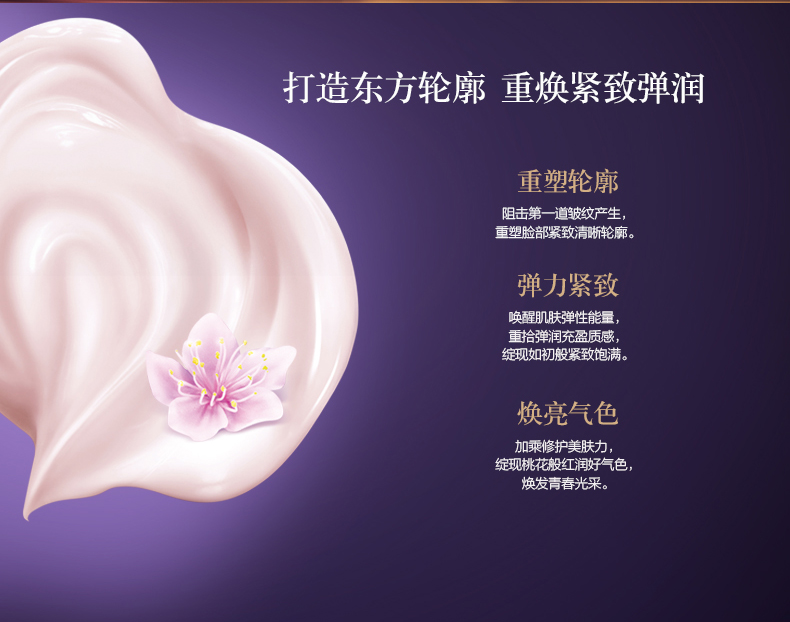 打造东方轮廓 重焕紧致弹润
重塑轮廓
阻击第一道皱纹产生，
重塑脸部紧致清晰轮廓。
弹力紧致
唤醒肌肤弹性能量，
重拾弹润充盈质感，
绽现如初般紧致饱满。
焕亮气色
加乘修护美肤力，
绽现桃花般红润好气色，
焕发青春光采。